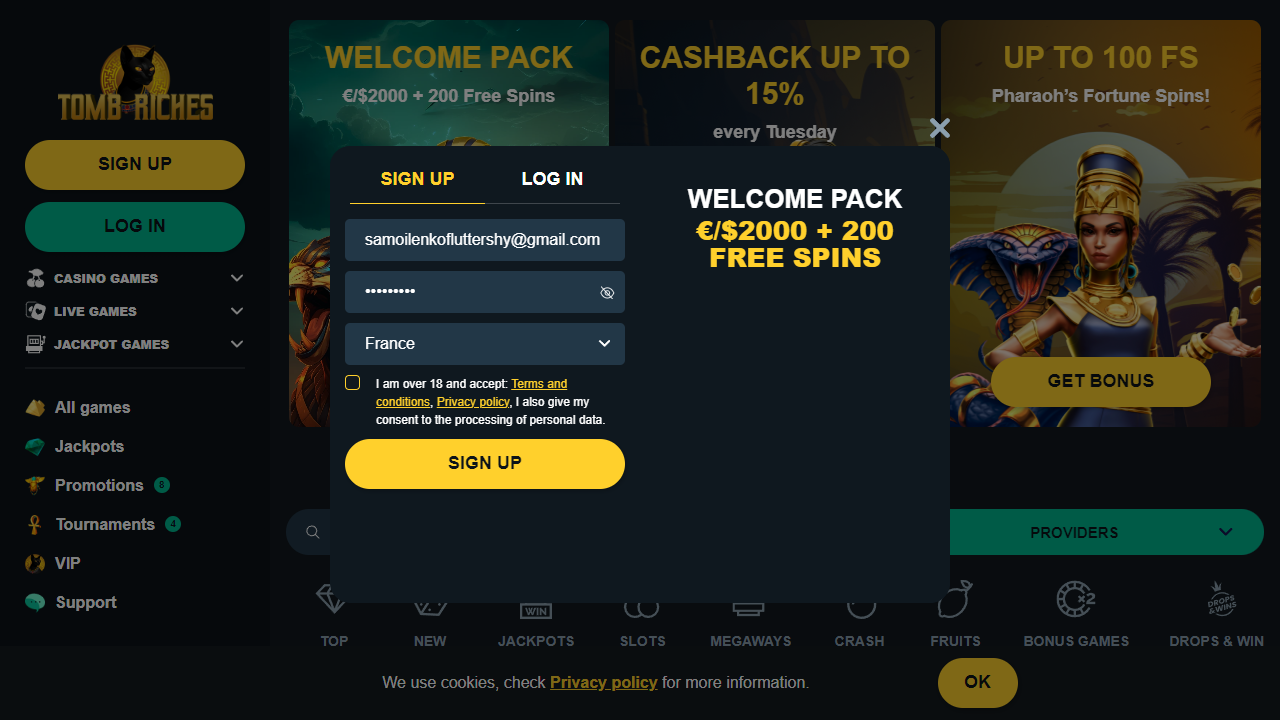 TOMB RICHES
SIGN UP
LOG IN
CASINO GAMES
LIVE GAMES
JACKPOT GAMES
All games
Jackpots
Promotions 8
Tournaments 4
VIP
Support
WELCOME PACK
€/$2000 + 200 Free Spins
CASHBACK UP TO
15%
every Tuesday
UP TO 100 FS
Pharaoh’s Fortune Spins!
GET BONUS
SIGN UP LOG IN
samoilenkofluttershy@gmail.com
•••••••••
France
I am over 18 and accept: Terms and
conditions, Privacy policy, I also give my
consent to the processing of personal data.
SIGN UP
WELCOME PACK
€/$2000 + 200
FREE SPINS
PROVIDERS
WIN
x2
DROPS
&WINS
TOP NEW JACKPOTS SLOTS MEGAWAYS CRASH FRUITS BONUS GAMES DROPS & WIN
We use cookies, check Privacy policy for more information.
OK